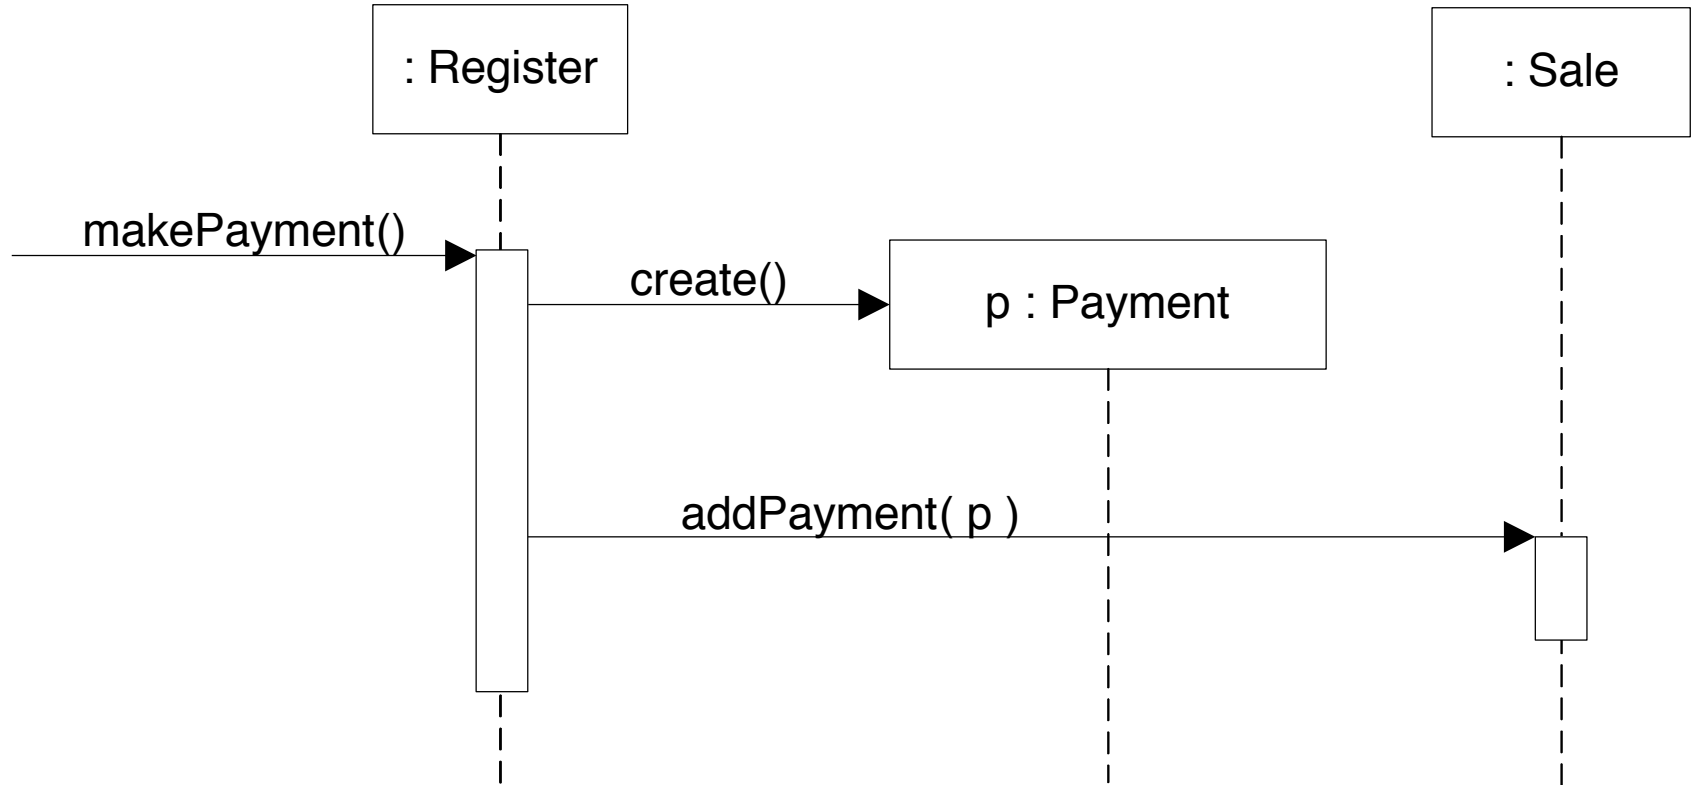 : Register
: Sale
makePayment()
create()
p : Payment
addPayment( p )